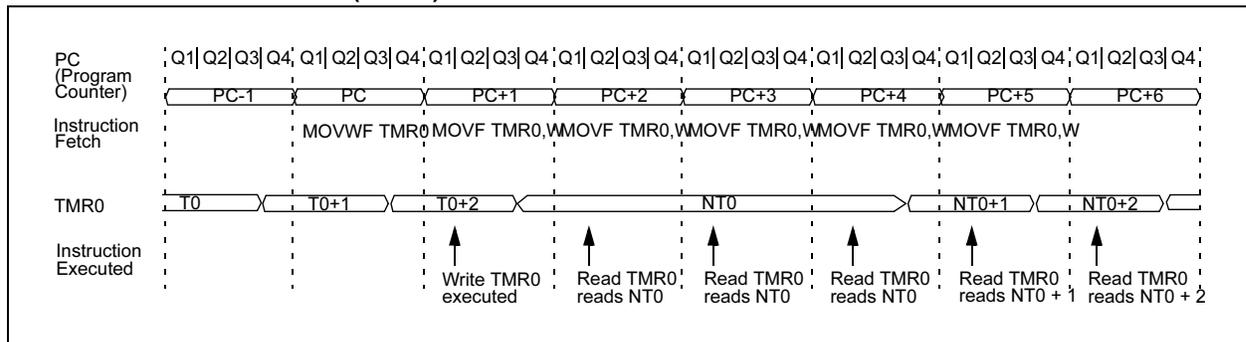 PC (Program Counter)
Q1 Q2 Q3 Q4 Q1 Q2 Q3 Q4 Q1 Q2 Q3 Q4 Q1 Q2 Q3 Q4 Q1 Q2 Q3 Q4 Q1 Q2 Q3 Q4 Q1 Q2 Q3 Q4 Q1 Q2 Q3 Q4
PC-1 PC PC+1 PC+2 PC+3 PC+4 PC+5 PC+6
Instruction Fetch
MOVWF TMR0 MOVF TMR0,W MOVF TMR0,W MOVF TMR0,W MOVF TMR0,W MOVF TMR0,W
TMR0
T0 T0+1 T0+2 NT0 NT0+1 NT0+2
Instruction
Executed
Write TMR0 Read TMR0 Read TMR0 Read TMR0 Read TMR0 Read TMR0
executed reads NT0 reads NT0 reads NT0 reads NT0 + 1 reads NT0 + 2